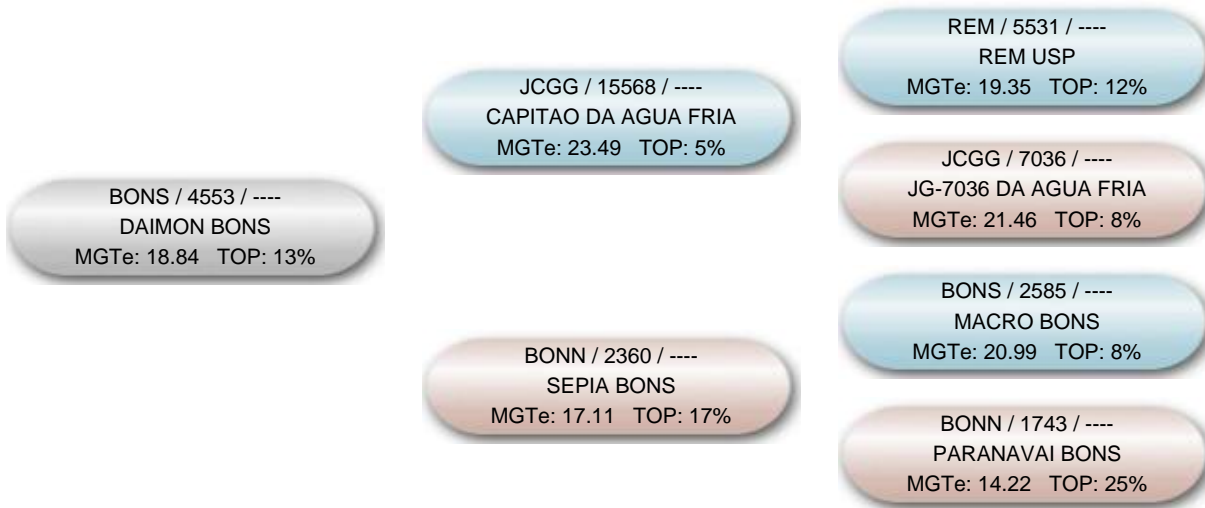 BONS / 4553 / ----
DAIMON BONS
MGTe: 18.84 TOP: 13%
JCGG / 15568 / ----
CAPITAO DA AGUA FRIA
MGTe: 23.49 TOP: 5%
BONN / 2360 / ----
SEPIA BONS
MGTe: 17.11 TOP: 17%
REM / 5531 / ----
REM USP
MGTe: 19.35 TOP: 12%
JCGG / 7036 / ----
JG-7036 DA AGUA FRIA
MGTe: 21.46 TOP: 8%
BONS / 2585 / ----
MACRO BONS
MGTe: 20.99 TOP: 8%
BONN / 1743 / ----
PARANAVAI BONS
MGTe: 14.22 TOP: 25%